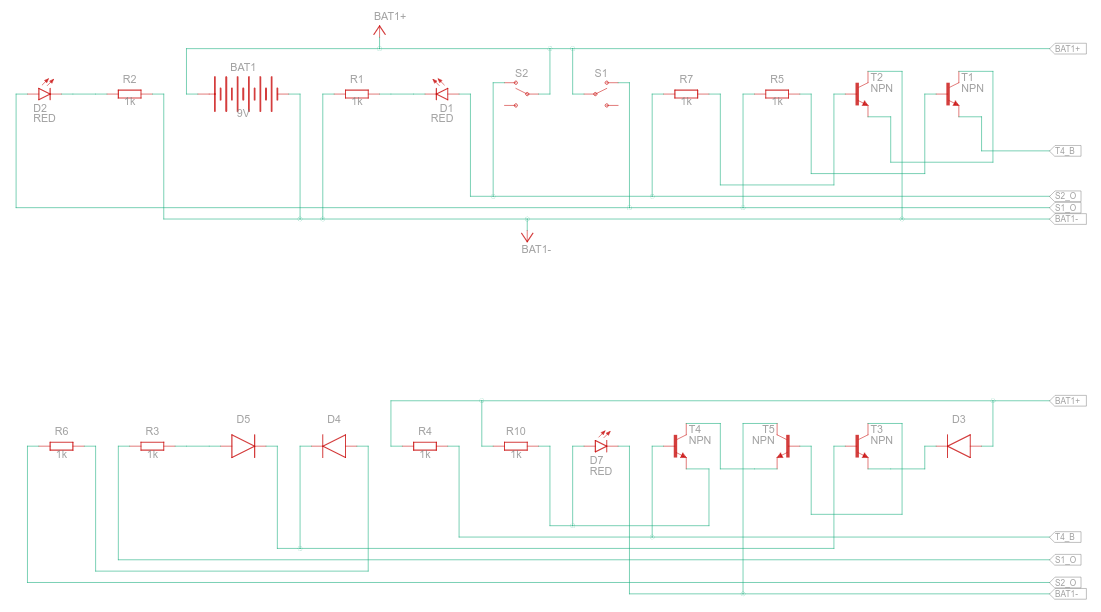 BAT1+
BAT1+
BAT1
S2
S1
T2
NPN
T1
NPN
R2
1k
R1
1k
R7
1k
R5
1k
D2
RED
9V
D1
RED
T4_B
S2_O
S1_O
BAT1-
BAT1-
BAT1+
R6
1k
R3
1k
D5
D4
R4
1k
R10
1k
D7
RED
T4
NPN
T5
NPN
T3
NPN
D3
T4_B
S1_O
S2_O
BAT1-